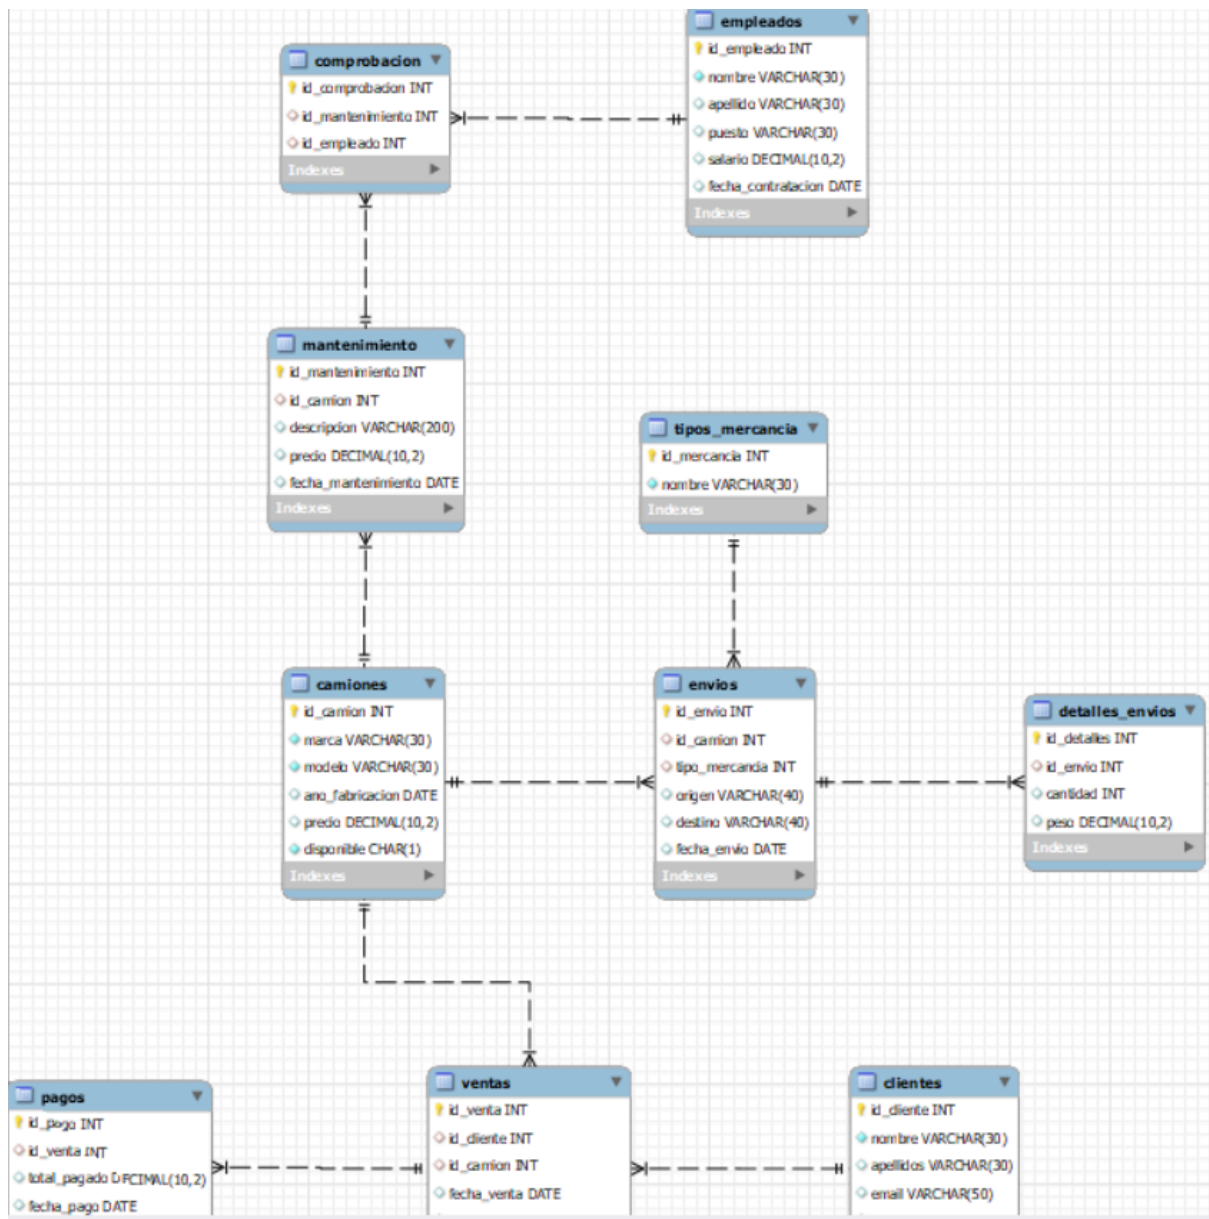 empleados
id_empleado INT
nombre VARCHAR(30)
apellido VARCHAR(30)
puesto VARCHAR(30)
salario DECIMAL(10,2)
fecha_contratacion DATE
Indexes
comprobacion
id_comprobacion INT
id_mantenimiento INT
id_empleado INT
Indexes
mantenimiento
id_mantenimiento INT
id_camion INT
descripcion VARCHAR(200)
precio DECIMAL(10,2)
fecha_mantenimiento DATE
Indexes
tipos_mercancia
id_mercancia INT
nombre VARCHAR(30)
Indexes
camiones
id_camion INT
marca VARCHAR(30)
modelo VARCHAR(30)
ano_fabricacion DATE
precio DECIMAL(10,2)
disponible CHAR(1)
Indexes
envios
id_envio INT
id_camion INT
tipo_mercancia INT
origen VARCHAR(40)
destino VARCHAR(40)
fecha_envio DATE
Indexes
detalles_envios
id_detalles INT
id_envio INT
cantidad INT
peso DECIMAL(10,2)
Indexes
pagos
id_pago INT
id_venta INT
total_pagado DECIMAL(10,2)
fecha_pago DATE
ventas
id_venta INT
id_cliente INT
id_camion INT
fecha_venta DATE
clientes
id_cliente INT
nombre VARCHAR(30)
apellidos VARCHAR(30)
email VARCHAR(50)